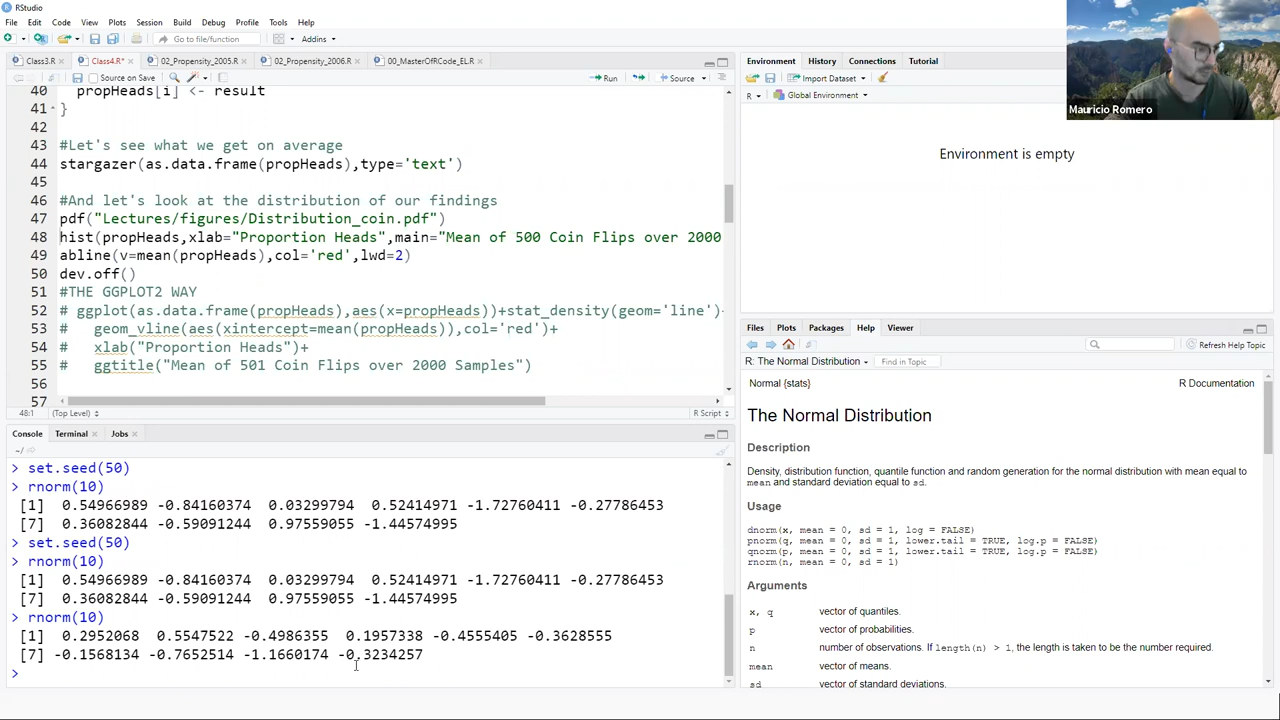 RStudio
File Edit Code View Plots Session Build Debug Profile Tools Help
Go to file/function Addins
Class3.R Class4.R* 02_Propensity_2005.R 02_Propensity_2006.R 00_MasterOfRCode_EL.R
Source on Save Run Source
40 propHeads[i] <- result
41 }
42
43 #Let's see what we get on average
44 stargazer(as.data.frame(propHeads),type='text')
45
46 #And let's look at the distribution of our findings
47 pdf("Lectures/figures/Distribution_coin.pdf")
48 hist(propHeads,xlab="Proportion Heads",main="Mean of 500 Coin Flips over 2000
49 abline(v=mean(propHeads),col='red',lwd=2)
50 dev.off()
51 #THE GGPLOT2 WAY
52 # ggplot(as.data.frame(propHeads),aes(x=propHeads))+stat_density(geom='line')
53 #   geom_vline(aes(xintercept=mean(propHeads)),col='red')+
54 #   xlab("Proportion Heads")+
55 #   ggtitle("Mean of 501 Coin Flips over 2000 Samples")
56
57
48:1 (Top Level) R Script
Console Terminal Jobs
~/
> set.seed(50)
> rnorm(10)
[1] 0.54966989 -0.84160374 0.03299794 0.52414971 -1.72760411 -0.27786453
[7] 0.36082844 -0.59091244 0.97559055 -1.44574995
> set.seed(50)
> rnorm(10)
[1] 0.54966989 -0.84160374 0.03299794 0.52414971 -1.72760411 -0.27786453
[7] 0.36082844 -0.59091244 0.97559055 -1.44574995
> rnorm(10)
[1] 0.2952068 0.5547522 -0.4986355 0.1957338 -0.4555405 -0.3628555
[7] -0.1568134 -0.7652514 -1.1660174 -0.3234257
>
Environment History Connections Tutorial
Import Dataset
R Global Environment
Environment is empty
Mauricio Romero
Files Plots Packages Help Viewer
Refresh Help Topic
R: The Normal Distribution Find in Topic
Normal {stats} R Documentation
The Normal Distribution
Description
Density, distribution function, quantile function and random generation for the normal distribution with mean equal to
mean and standard deviation equal to sd.
Usage
dnorm(x, mean = 0, sd = 1, log = FALSE)
pnorm(q, mean = 0, sd = 1, lower.tail = TRUE, log.p = FALSE)
qnorm(p, mean = 0, sd = 1, lower.tail = TRUE, log.p = FALSE)
rnorm(n, mean = 0, sd = 1)
Arguments
x, q vector of quantiles.
p vector of probabilities.
n number of observations. If length(n) > 1, the length is taken to be the number required.
mean vector of means.
sd vector of standard deviations.